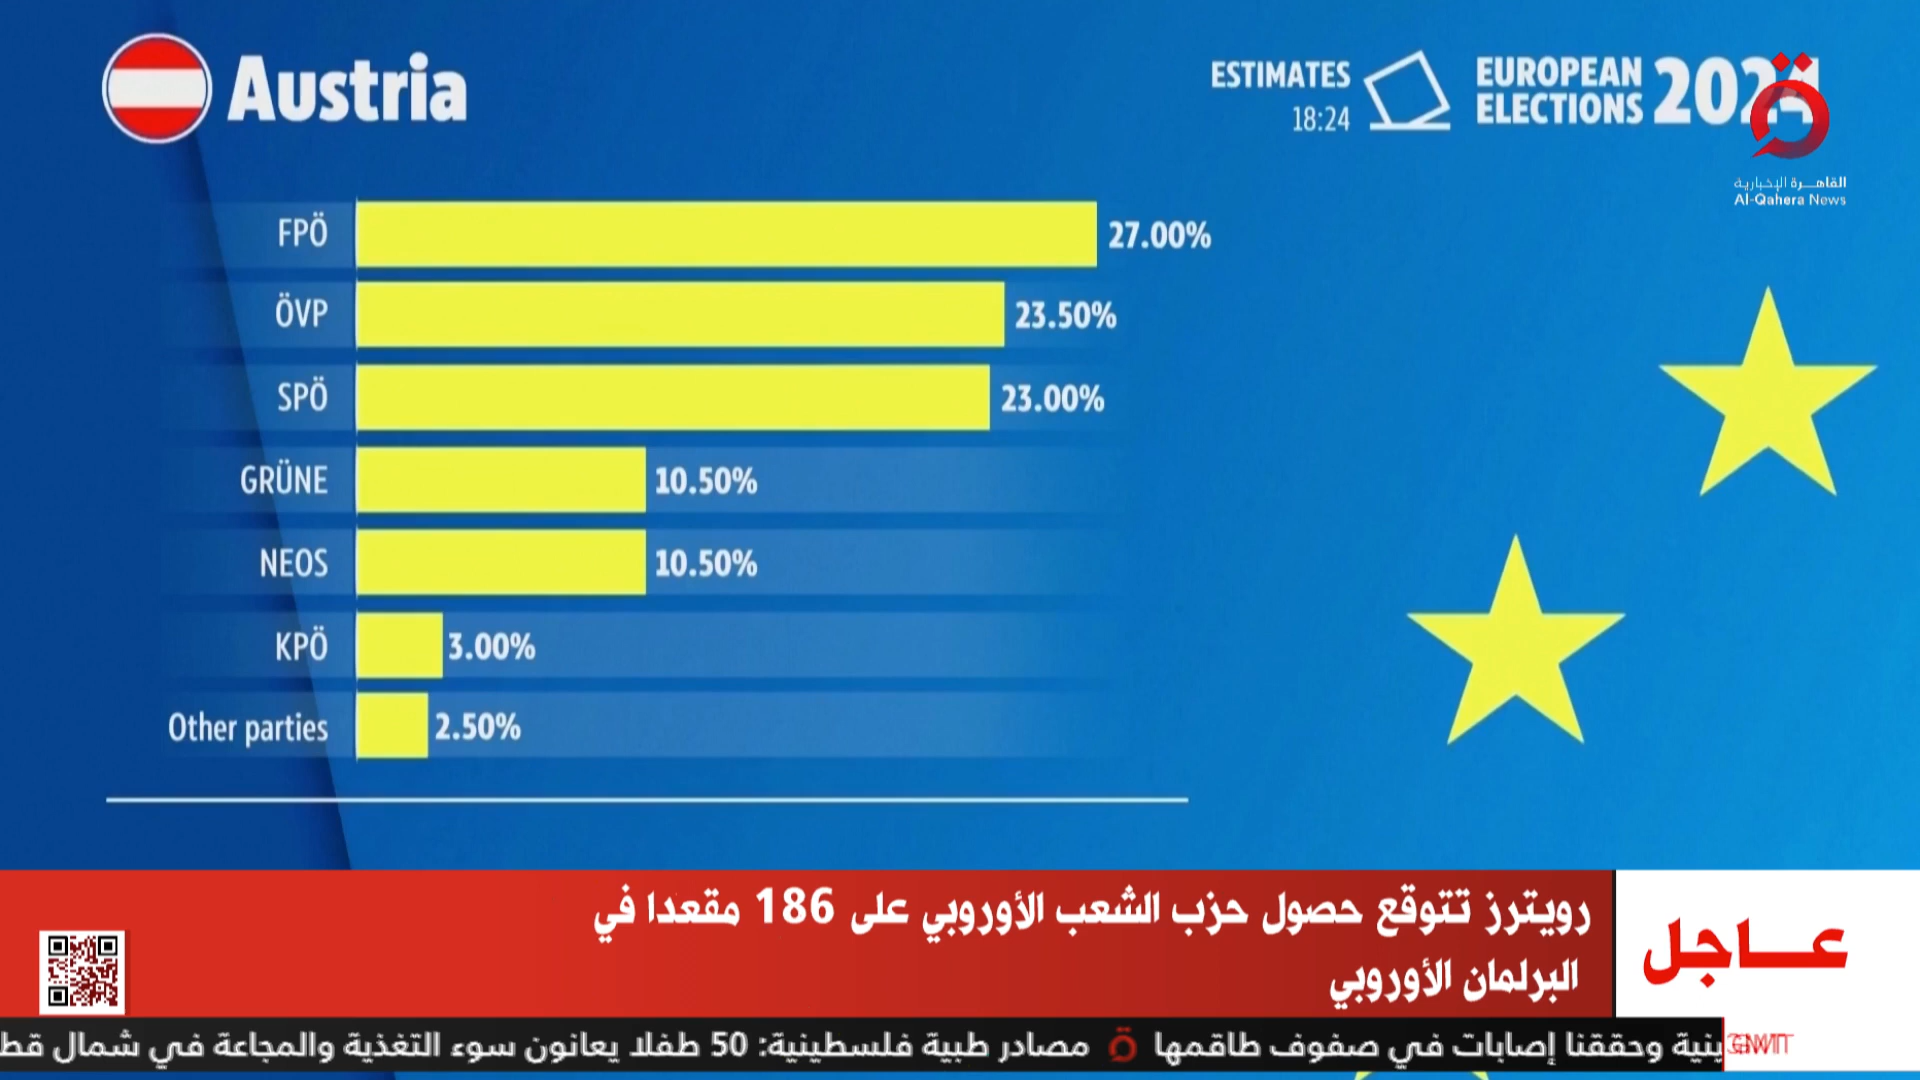 Austria
ESTIMATES
18:24
EUROPEAN
ELECTIONS
2024
القاهـــرة الإخبارية
Al-Qahera News
FPÖ 27.00%
ÖVP 23.50%
SPÖ 23.00%
GRÜNE 10.50%
NEOS 10.50%
KPÖ 3.00%
Other parties 2.50%
عـــاجل
رويترز تتوقع حصول حزب الشعب الأوروبي على 186 مقعدا في
البرلمان الأوروبي
وحققنا إصابات في صفوف طاقمها مصادر طبية فلسطينية: 50 طفلا يعانون سوء التغذية والمجاعة في شمال